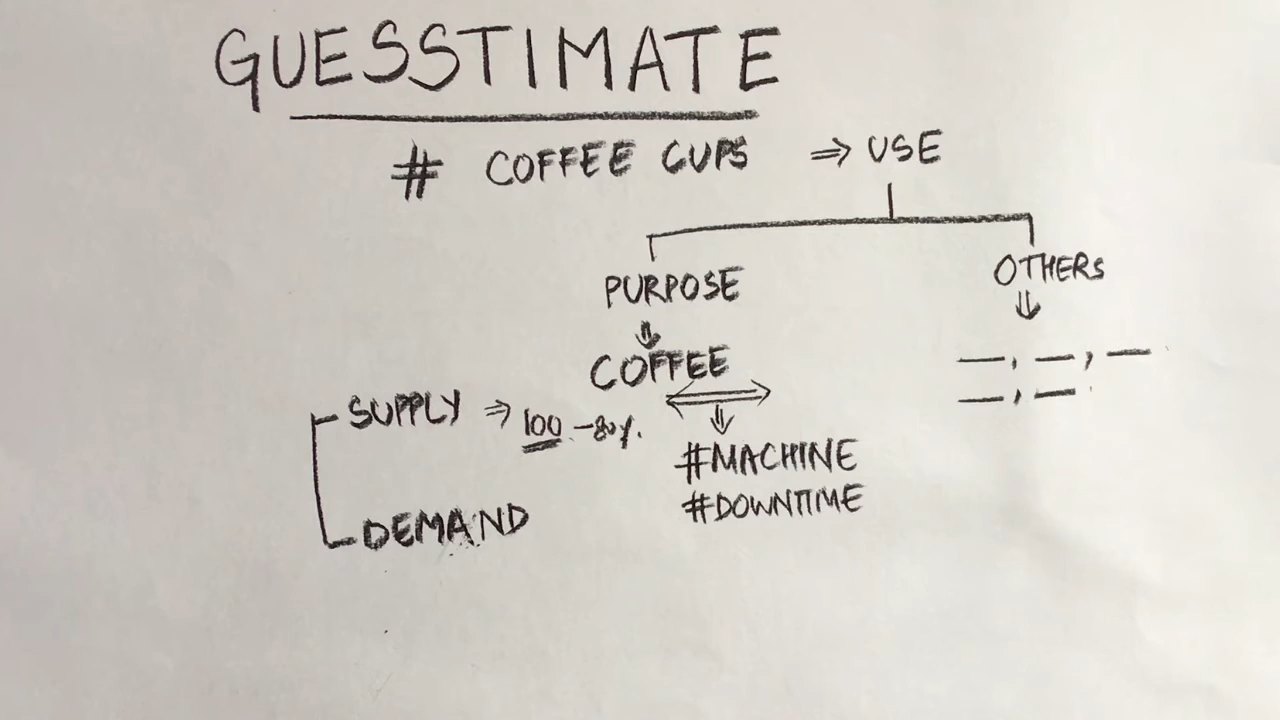 GUESSTIMATE
# COFFEE CUPS ⇒ USE
PURPOSE
OTHERS
COFFEE
SUPPLY ⇒ 100 - 80%.
#MACHINE
#DOWNTIME
DEMAND